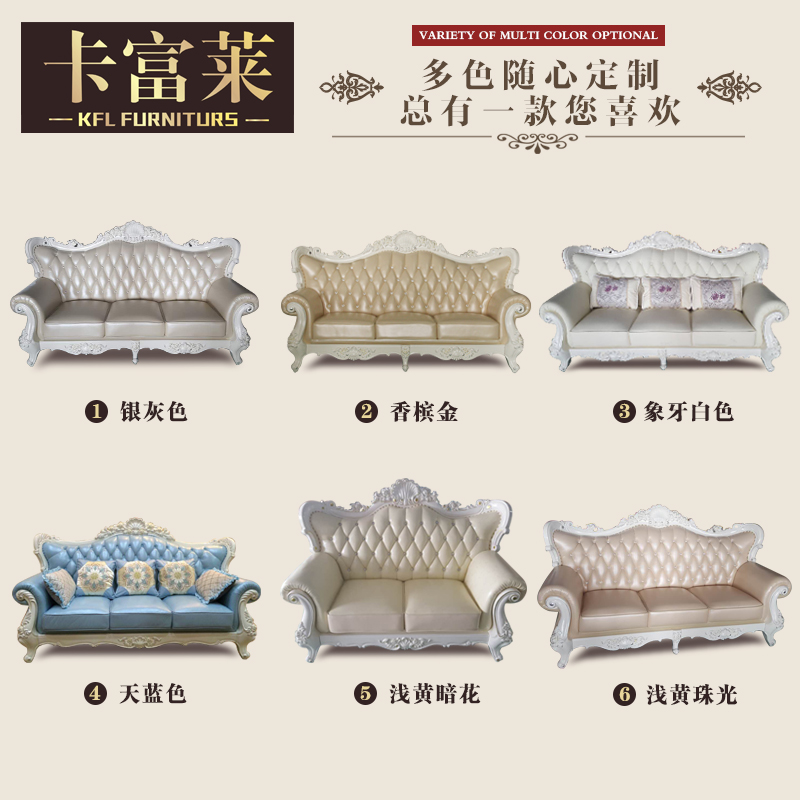 卡富莱
KFL FURNITURS
VARIETY OF MULTI COLOR OPTIONAL
多色随心定制
总有一款您喜欢
1 银灰色
2 香槟金
3 象牙白色
4 天蓝色
5 浅黄暗花
6 浅黄珠光